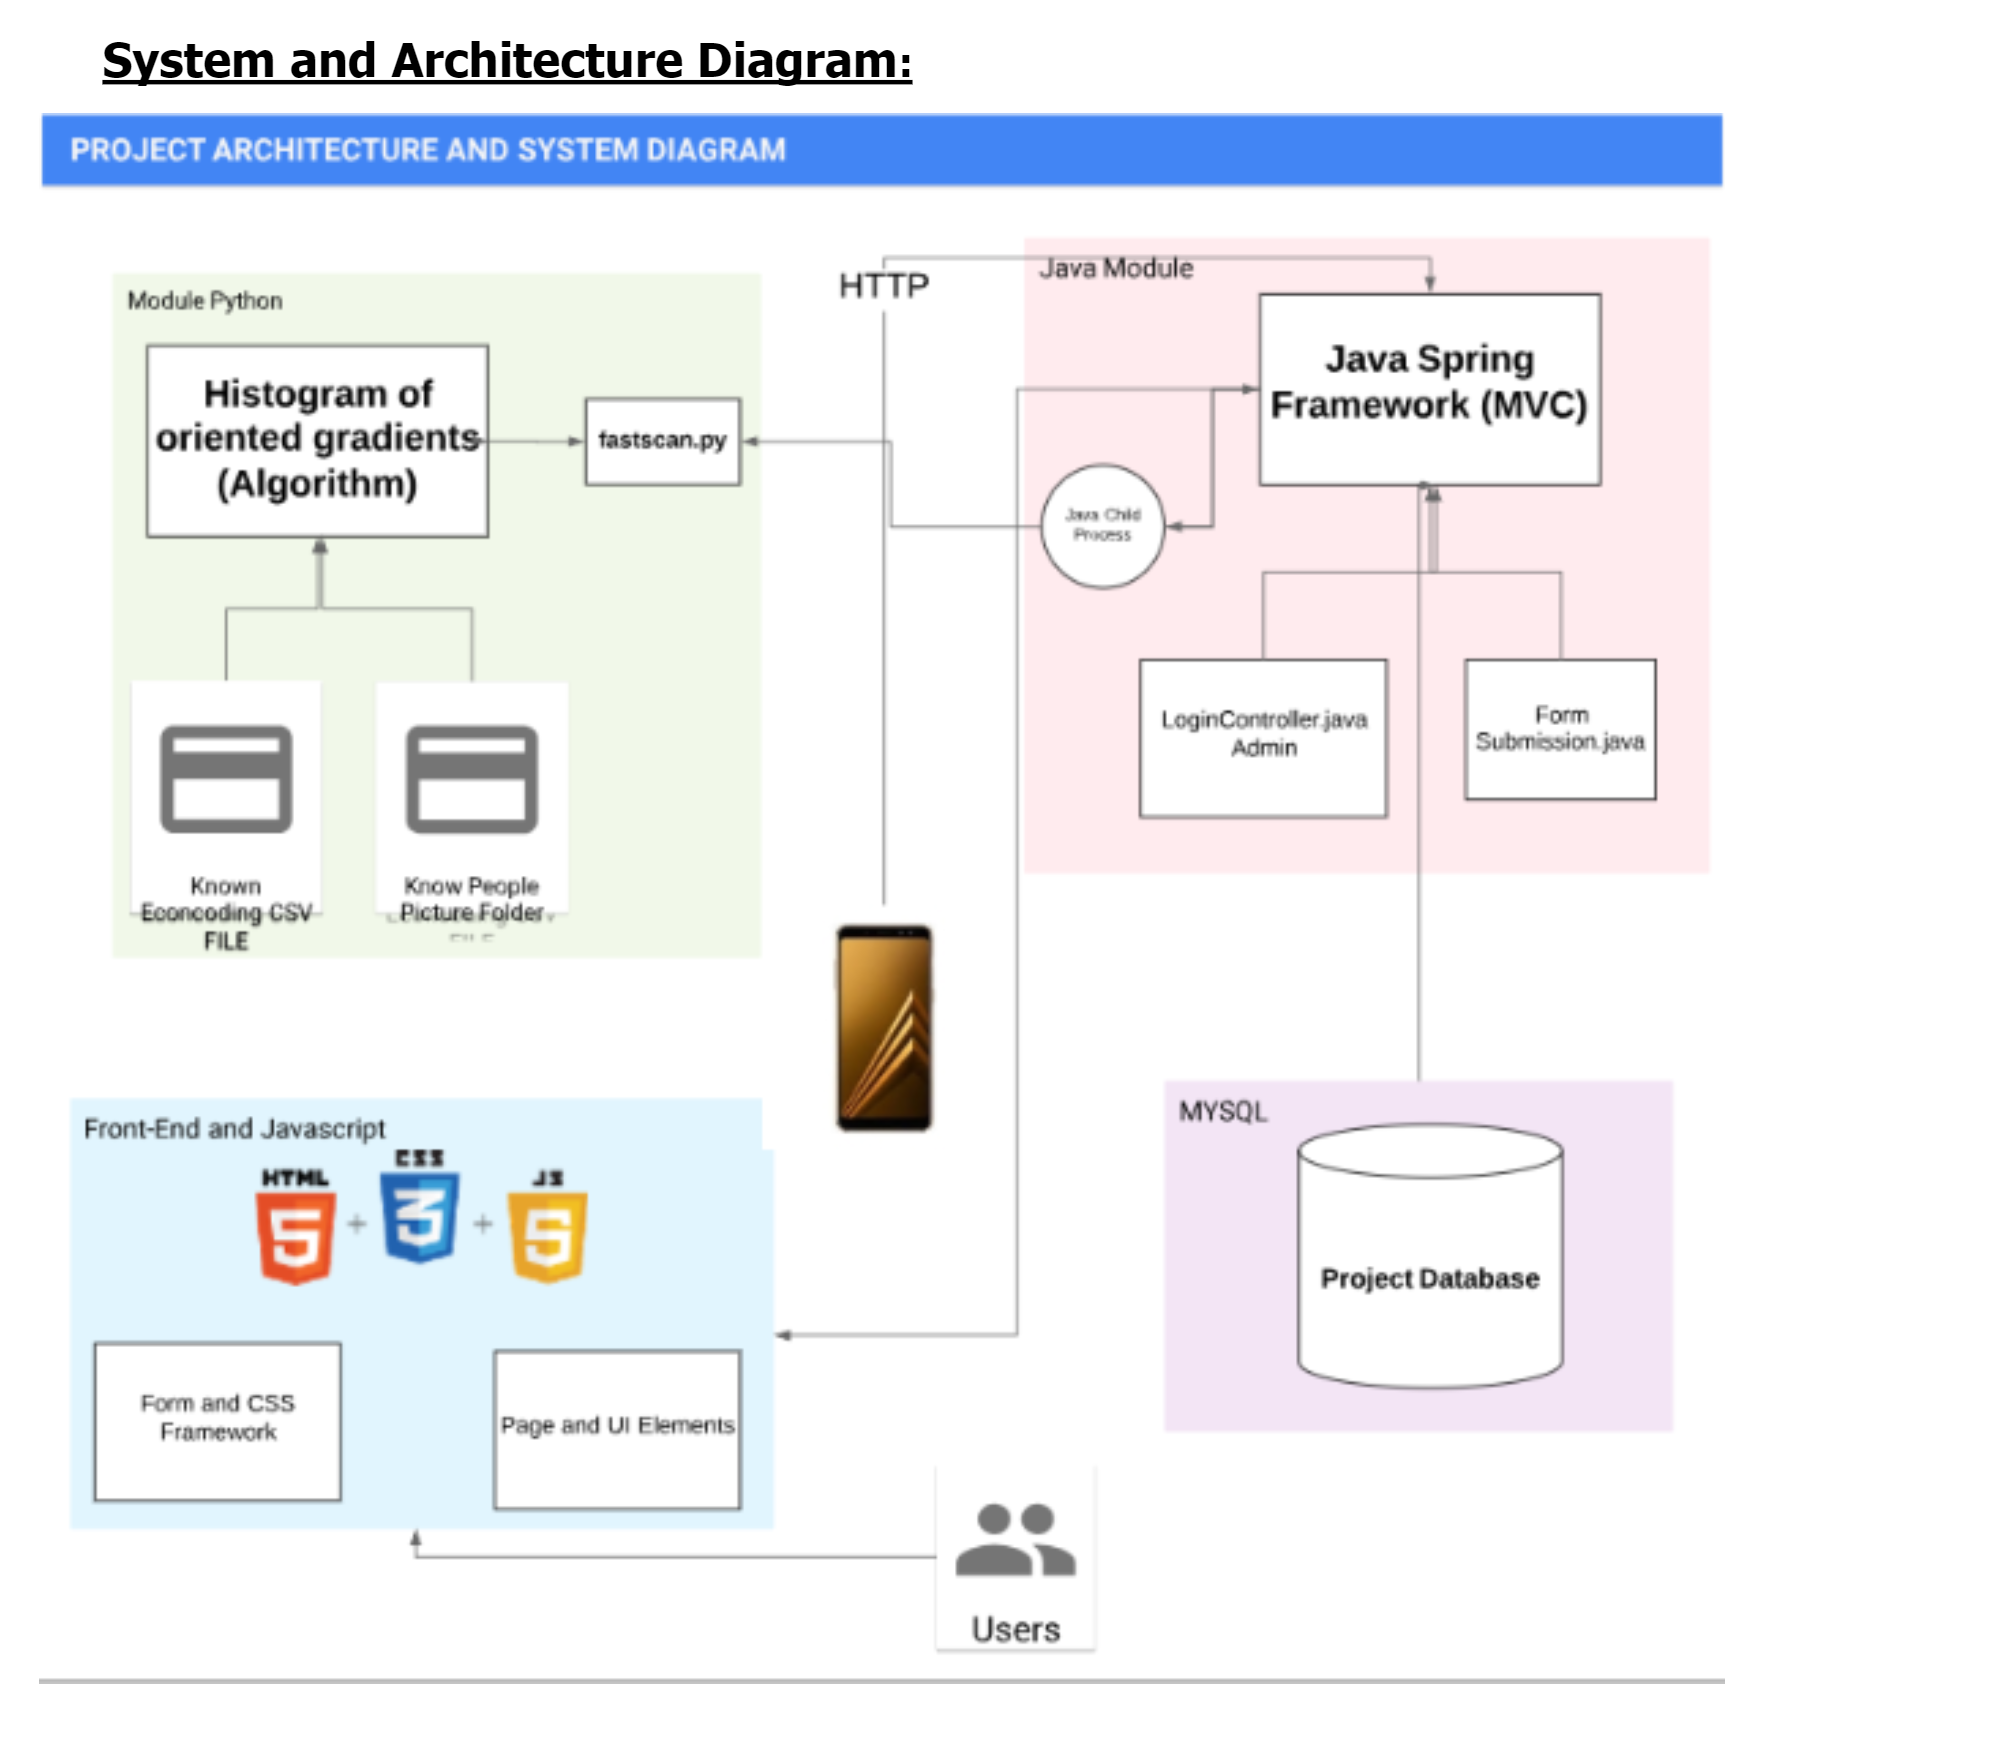 System and Architecture Diagram:
PROJECT ARCHITECTURE AND SYSTEM DIAGRAM
Module Python
Histogram of
oriented gradients
(Algorithm)
fastscan.py
Known
Econcoding CSV
FILE
Know People
Picture Folder
HTTP
Java Module
Java Spring
Framework (MVC)
Java Child
Process
LoginController.java
Admin
Form
Submission.java
Front-End and Javascript
HTML
5
+
CSS
3
+
JS
5
Form and CSS
Framework
Page and UI Elements
MYSQL
Project Database
Users